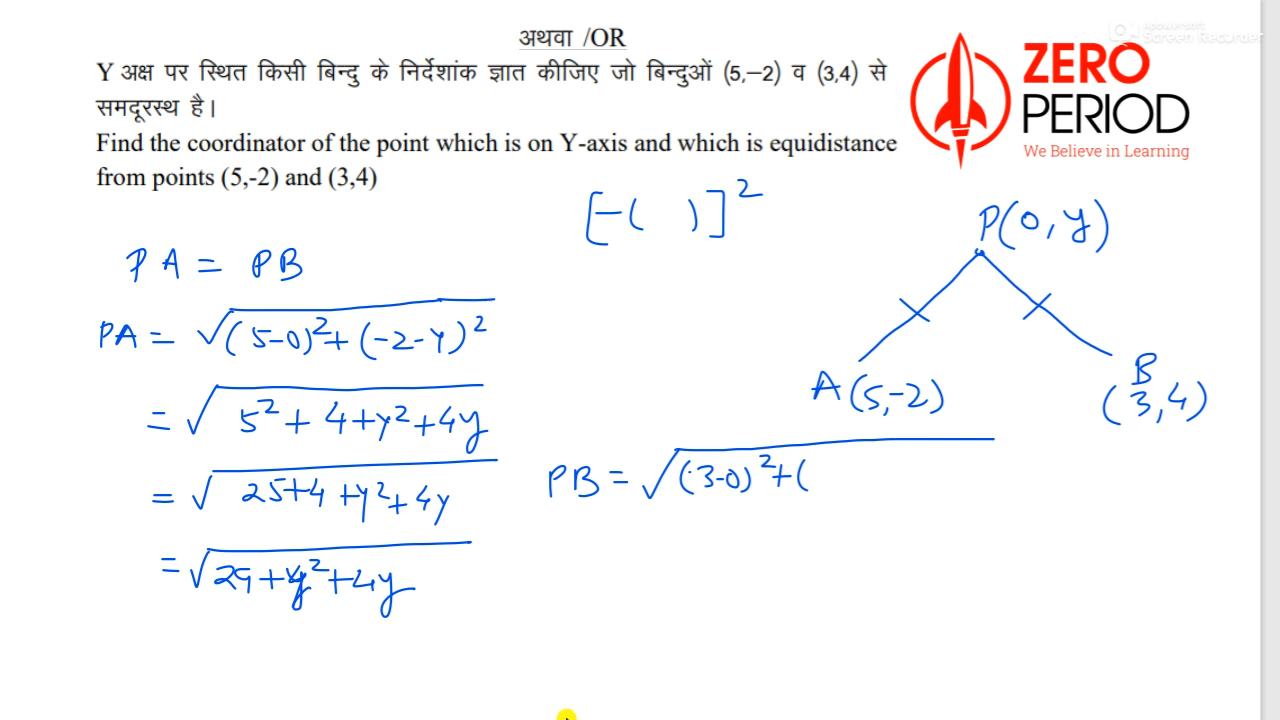 अथवा /OR
Y अक्ष पर स्थित किसी बिन्दु के निर्देशांक ज्ञात कीजिए जो बिन्दुओं (5,–2) व (3,4) से
समदूरस्थ है।
Find the coordinator of the point which is on Y-axis and which is equidistance
from points (5,-2) and (3,4)
Apowersoft
Screen Recorder
ZERO
PERIOD
We Believe in Learning
[-( )]²
P(0, y)
PA = PB
PA = √(5-0)²+(-2-y)²
= √5²+4+y²+4y
= √25+4+y²+4y
= √29+y²+4y
A(5,-2)
B
(3,4)
PB = √(3-0)²+(